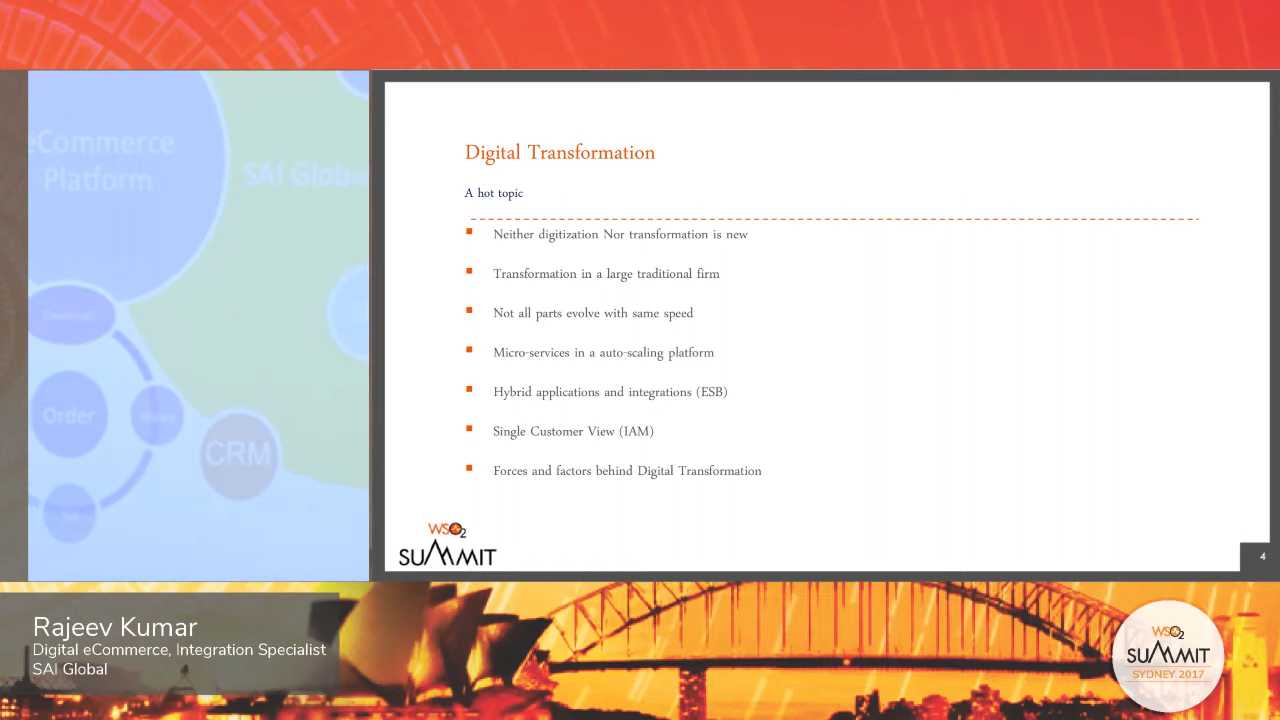 eCommerce
Platform
SAI Globa
Order
CRM
Digital Transformation
A hot topic
Neither digitization Nor transformation is new
Transformation in a large traditional firm
Not all parts evolve with same speed
Micro-services in a auto-scaling platform
Hybrid applications and integrations (ESB)
Single Customer View (IAM)
Forces and factors behind Digital Transformation
WSO2
SUMMIT
4
Rajeev Kumar
Digital eCommerce, Integration Specialist
SAI Global
WSO2
SUMMIT
SYDNEY 2017